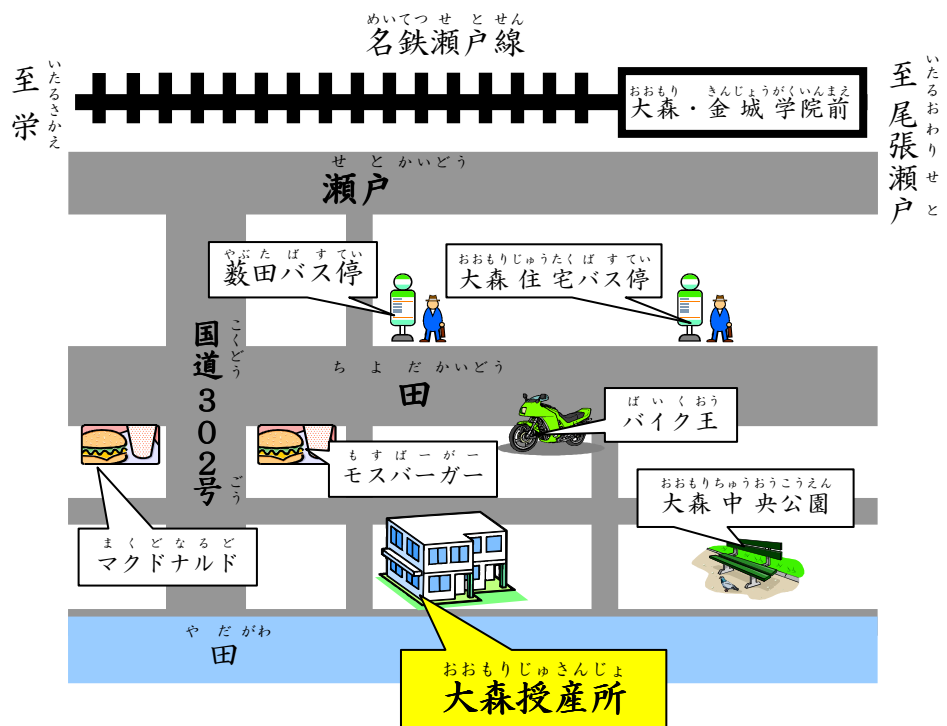 めいてつせとせん
名鉄瀬戸線
いたるさかえ
至栄
おおもり きんじょうがくいんまえ
大森・金城学院前
いたるおわりせと
至尾張瀬戸
せとかいどう
瀬戸
やぶたばすてい
薮田バス停
おおもりじゅうたくばすてい
大森住宅バス停
こくどう ごう
国道302号
ちよだかいどう
田
ばいくおう
バイク王
もすばーがー
モスバーガー
おおもりちゅうおうこうえん
大森中央公園
まくどなるど
マクドナルド
やだがわ
田
おおもりじゅさんじょ
大森授産所